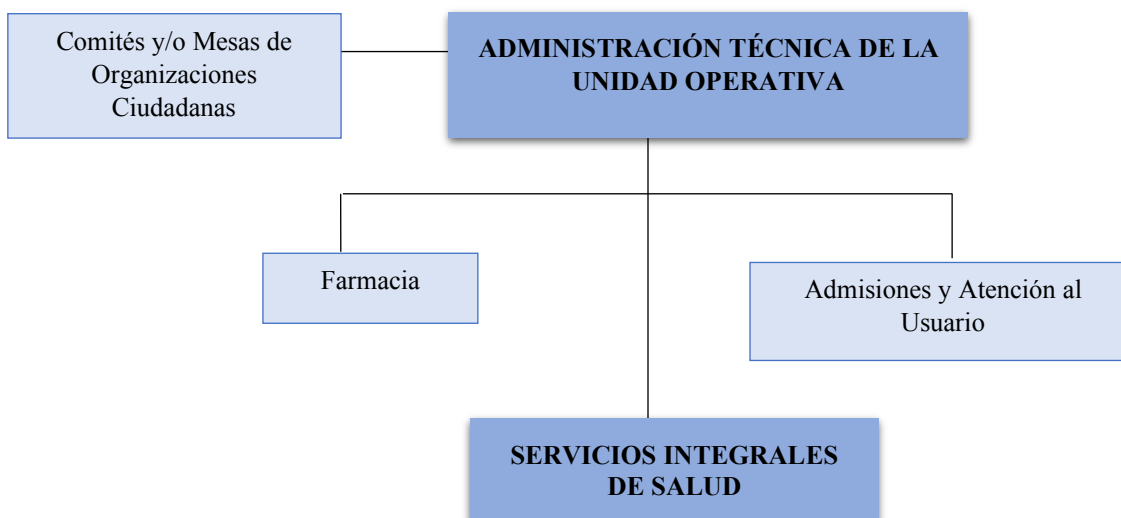 Comités y/o Mesas de
Organizaciones
Ciudadanas
ADMINISTRACIÓN TÉCNICA DE LA
UNIDAD OPERATIVA
Farmacia
Admisiones y Atención al
Usuario
SERVICIOS INTEGRALES
DE SALUD